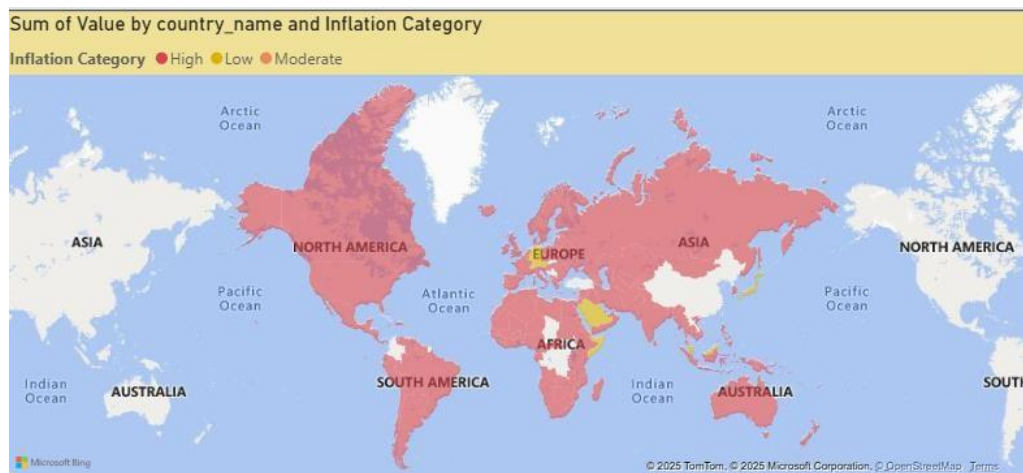 Sum of Value by country_name and Inflation Category
Inflation Category High Low Moderate
Arctic
Ocean
Arctic
Ocean
ASIA
NORTH AMERICA
EUROPE
ASIA
NORTH AMERICA
Pacific
Ocean
Atlantic
Ocean
Pacific
Ocean
AFRICA
Indian
Ocean
AUSTRALIA
SOUTH AMERICA
Indian
Ocean
AUSTRALIA
SOUT
Microsoft Bing
© 2025 TomTom, © 2025 Microsoft Corporation, © OpenStreetMap Terms